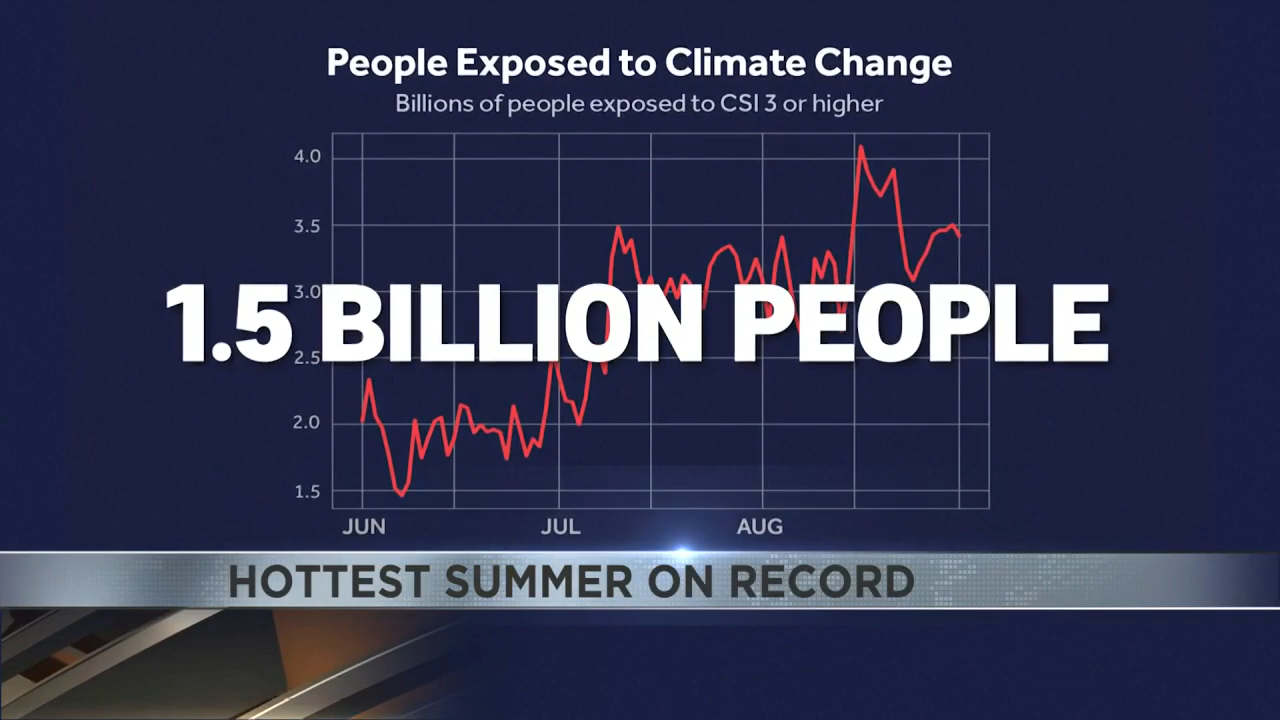 People Exposed to Climate Change
Billions of people exposed to CSI 3 or higher
4.0
3.5
3.0
1.5 BILLION PEOPLE
2.5
2.0
1.5
JUN JUL AUG
HOTTEST SUMMER ON RECORD